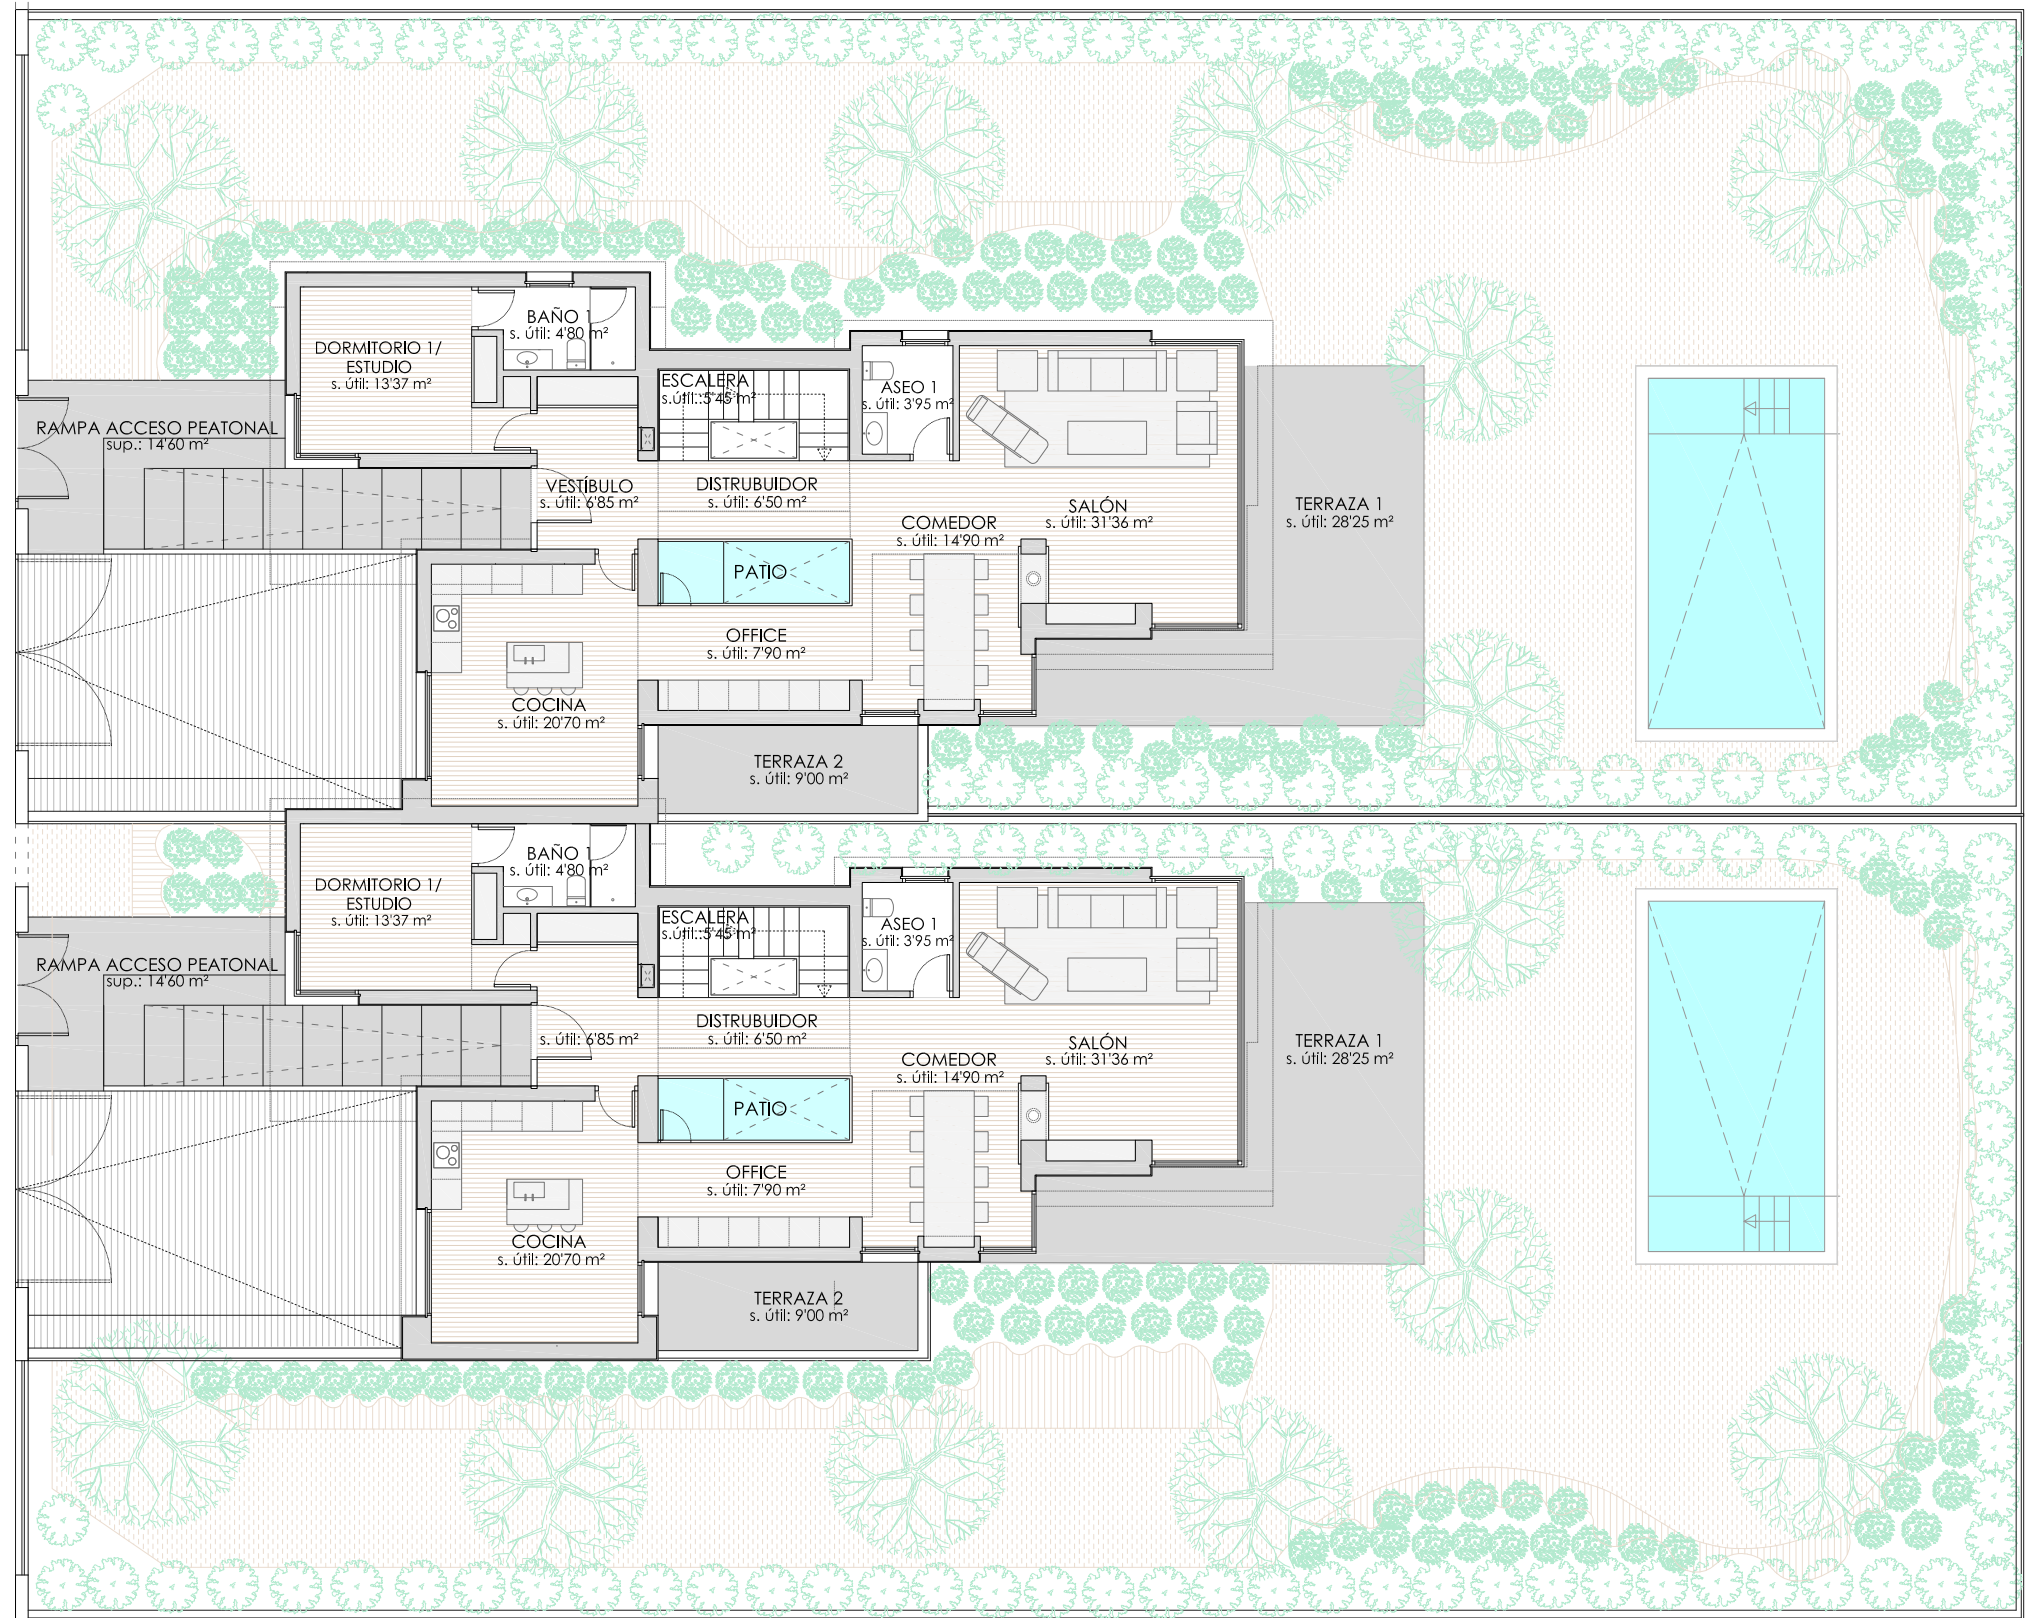 BAÑO 1
s. útil: 4'80 m²
DORMITORIO 1/
ESTUDIO
s. útil: 13'37 m²
ESCALERA
s.útil.:5'45 m²
ASEO 1
s. útil: 3'95 m²
RAMPA ACCESO PEATONAL
sup.: 14'60 m²
VESTÍBULO
s. útil: 6'85 m²
DISTRUBUIDOR
s. útil: 6'50 m²
SALÓN
s. útil: 31'36 m²
TERRAZA 1
s. útil: 28'25 m²
COMEDOR
s. útil: 14'90 m²
PATIO
OFFICE
s. útil: 7'90 m²
COCINA
s. útil: 20'70 m²
TERRAZA 2
s. útil: 9'00 m²
BAÑO 1
s. útil: 4'80 m²
DORMITORIO 1/
ESTUDIO
s. útil: 13'37 m²
ESCALERA
s.útil.:5'45 m²
ASEO 1
s. útil: 3'95 m²
RAMPA ACCESO PEATONAL
sup.: 14'60 m²
s. útil: 6'85 m²
DISTRUBUIDOR
s. útil: 6'50 m²
SALÓN
s. útil: 31'36 m²
TERRAZA 1
s. útil: 28'25 m²
COMEDOR
s. útil: 14'90 m²
PATIO
OFFICE
s. útil: 7'90 m²
COCINA
s. útil: 20'70 m²
TERRAZA 2
s. útil: 9'00 m²